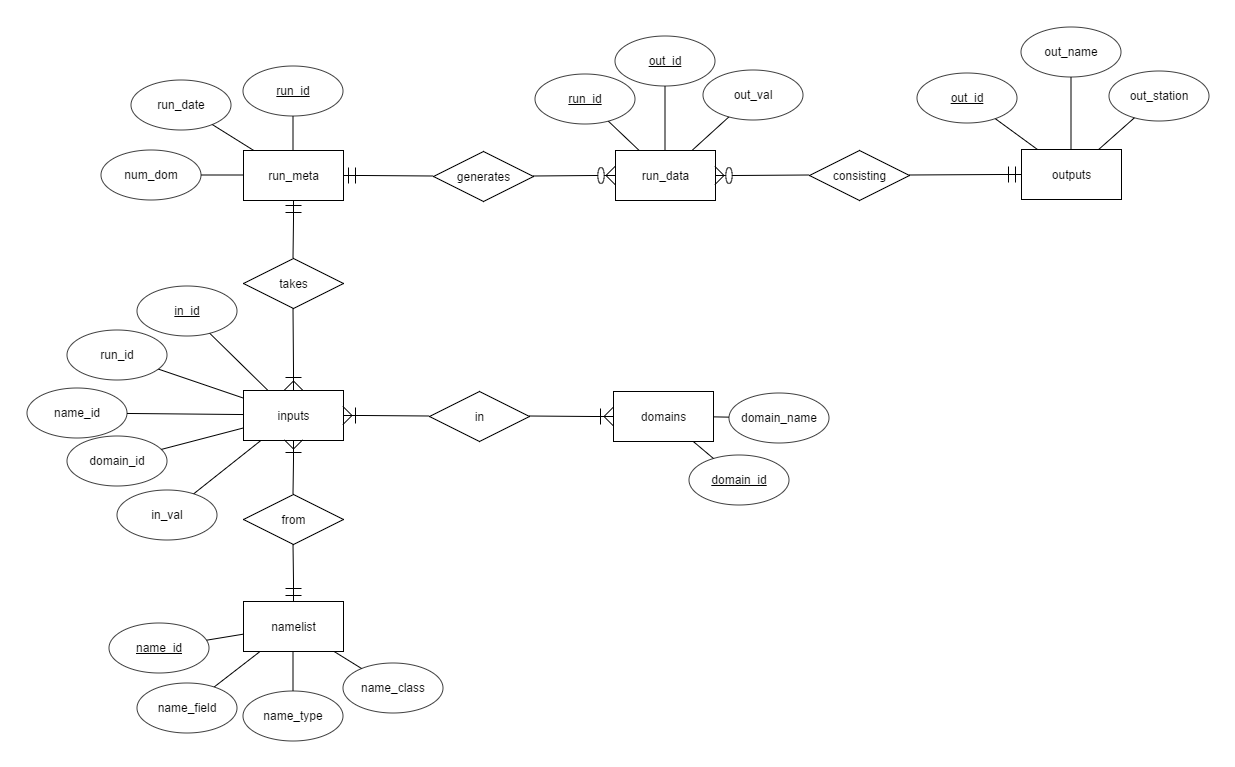 out_name
out_id
run_id
run_date
run_id
out_val
out_id
out_station
num_dom
run_meta
generates
run_data
consisting
outputs
takes
in_id
run_id
name_id
inputs
in
domains
domain_name
domain_id
domain_id
in_val
from
namelist
name_id
name_class
name_field
name_type